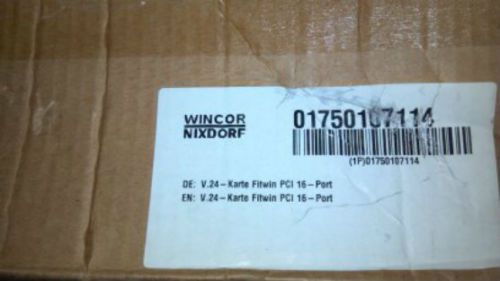 WINCOR
NIXDORF
01750107114
(1P)01750107114
DE: V.24-Karte Fitwin PCI 16-Port
EN: V.24-Karte Fitwin PCI 16-Port